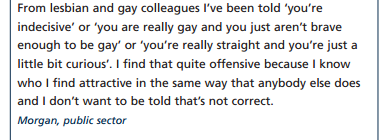 From lesbian and gay colleagues I’ve been told ‘you’re
indecisive’ or ‘you are really gay and you just aren’t brave
enough to be gay’ or ‘you’re really straight and you’re just a
little bit curious’. I find that quite offensive because I know
who I find attractive in the same way that anybody else does
and I don’t want to be told that’s not correct.
Morgan, public sector